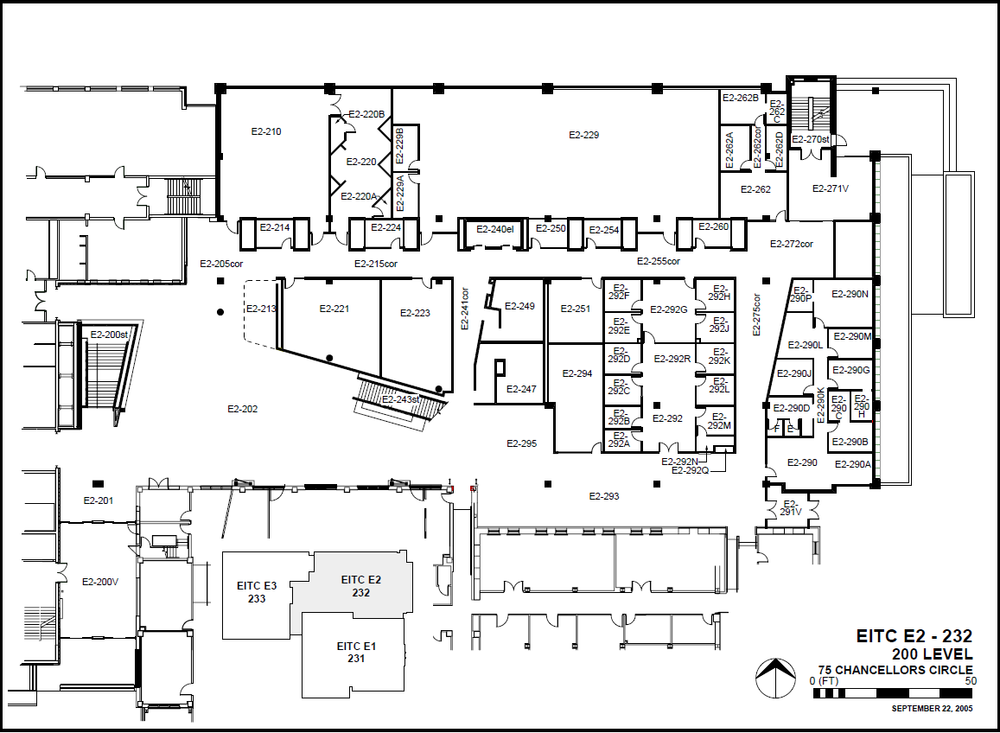 E2-262B
E2-
262
C
E2-210
E2-220B
E2-229
E2-229B
E2-262A
E2-262cor
E2-262D
E2-270st
E2-220
E2-220A
E2-229A
E2-262
E2-271V
E2-214
E2-224
E2-240el
E2-250
E2-254
E2-260
E2-272cor
E2-205cor
E2-215cor
E2-255cor
E2-213
E2-221
E2-223
E2-241cor
E2-249
E2-251
E2-
292F
E2-292G
E2-
292H
E2-275cor
E2-
290P
E2-290N
E2-200st
E2-
292E
E2-
292J
E2-290L
E2-290M
E2-294
E2-
292D
E2-292R
E2-
292K
E2-290J
E2-290G
E2-247
E2-
292C
E2-
292L
E2-290K
E2-243st
E2-202
E2-
292B
E2-292
E2-
292M
E2-290D
F
E
E2-
290
C
E2-
290
H
E2-295
E2-
292A
E2-290B
E2-292N
E2-292Q
E2-290
E2-290A
E2-201
E2-293
E2-
291V
E2-200V
EITC E3
233
EITC E2
232
EITC E1
231
EITC E2 - 232
200 LEVEL
75 CHANCELLORS CIRCLE
0 (FT) 50
SEPTEMBER 22, 2005